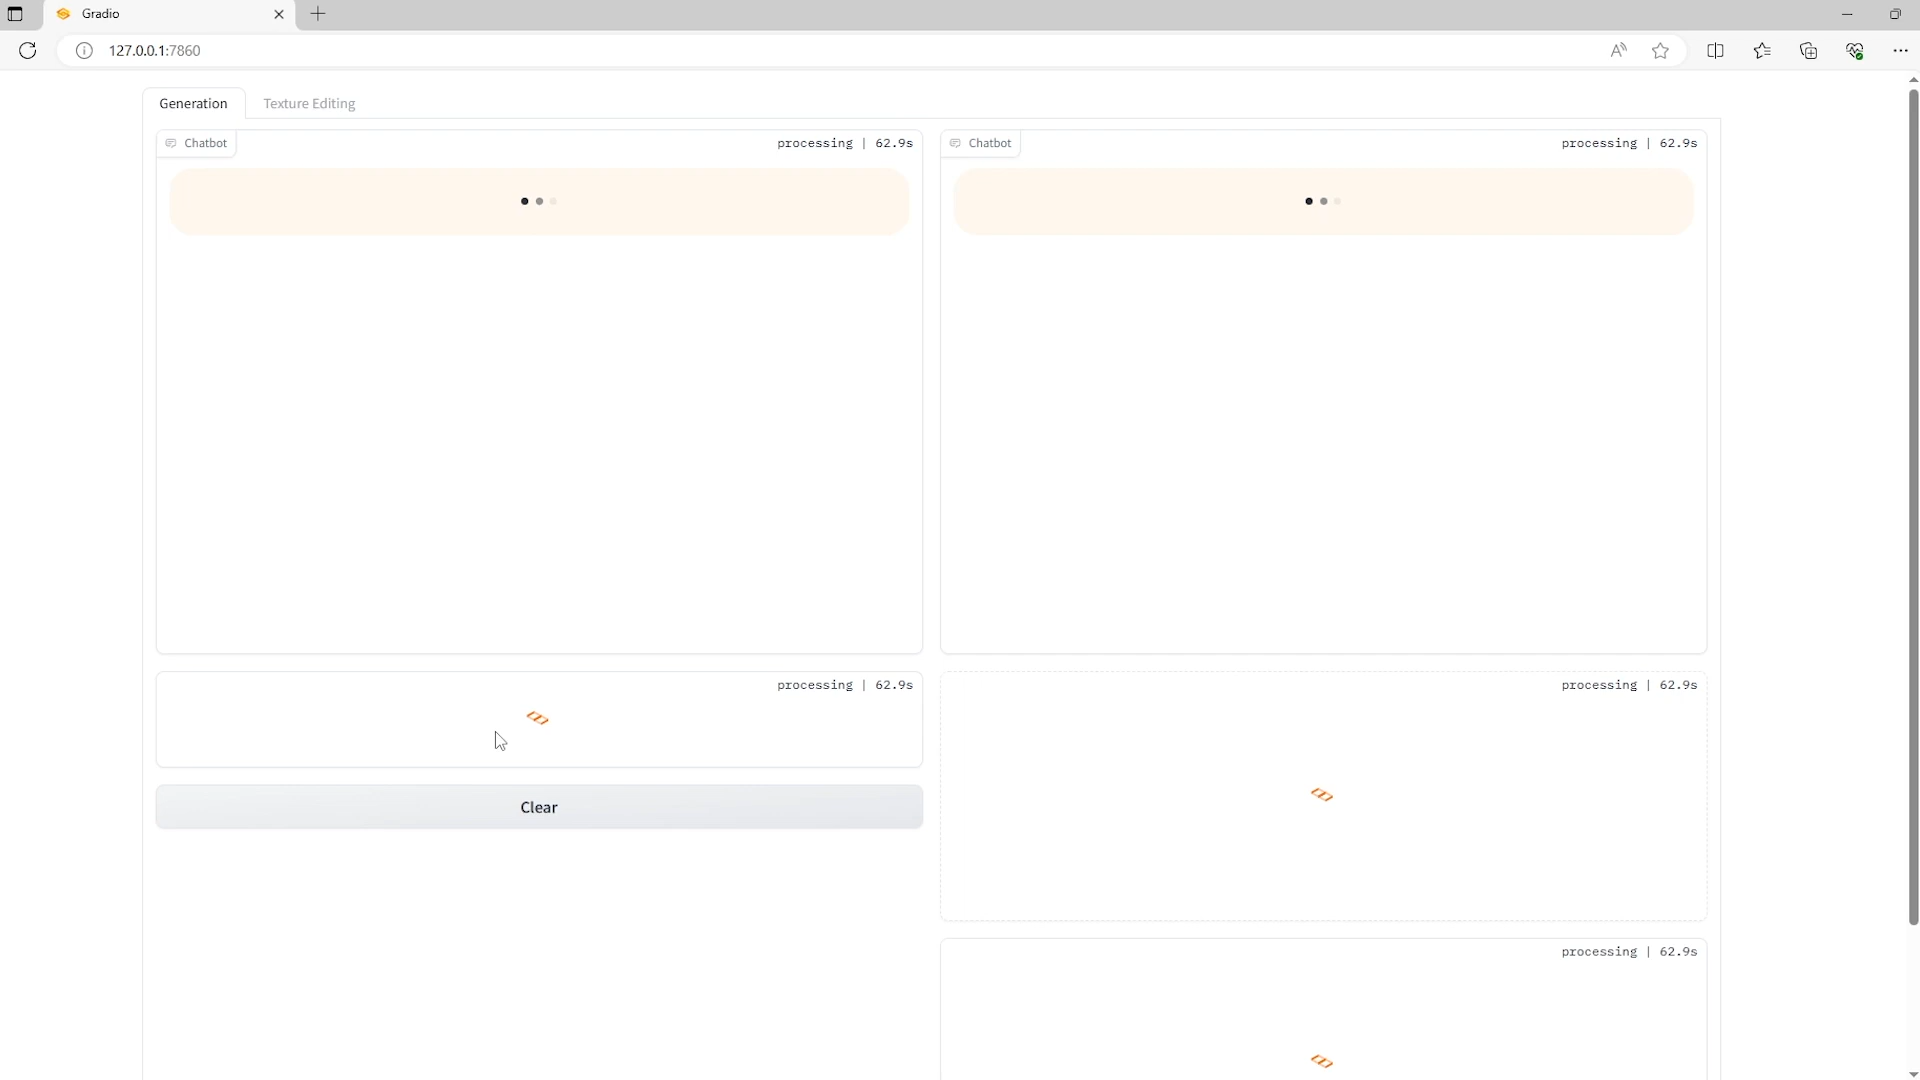 Gradio
127.0.0.1:7860
Generation
Texture Editing
Chatbot
processing | 62.9s
Chatbot
processing | 62.9s
processing | 62.9s
processing | 62.9s
Clear
processing | 62.9s